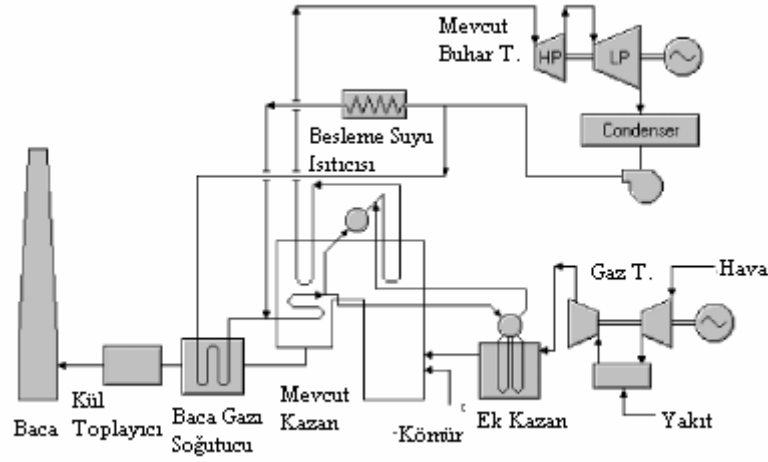 Mevcut
Buhar T.
HP
LP
Condenser
Besleme Suyu
Isıtıcısı
Gaz T.
Hava
Baca
Kül
Toplayıcı
Baca Gazı
Soğutucu
Mevcut
Kazan
Kömür
Ek Kazan
Yakıt